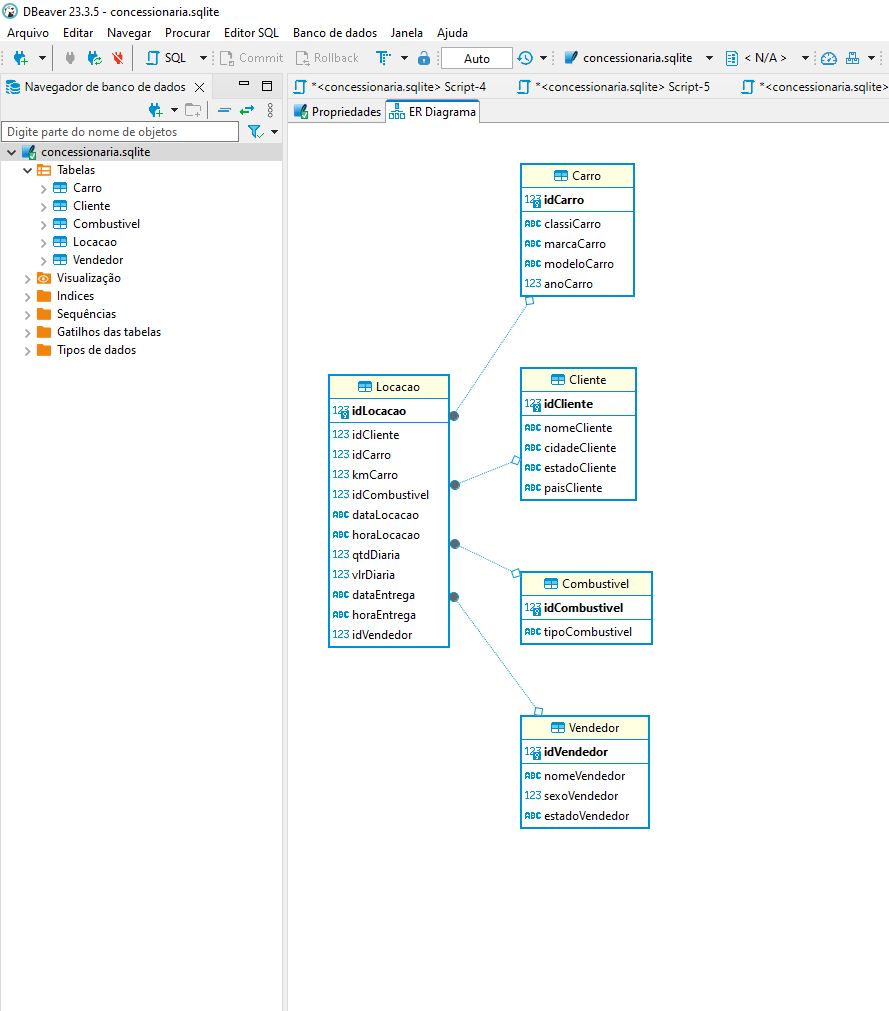 DBeaver 23.3.5 - concessionaria.sqlite
Arquivo Editar Navegar Procurar Editor SQL Banco de dados Janela Ajuda
SQL Commit Rollback Auto concessionaria.sqlite < N/A >
Navegador de banco de dados
*<concessionaria.sqlite> Script-4 *<concessionaria.sqlite> Script-5 *<concessionaria.sqlite>
Digite parte do nome de objetos
concessionaria.sqlite
Tabelas
Carro
Cliente
Combustivel
Locacao
Vendedor
Visualização
Indices
Sequências
Gatilhos das tabelas
Tipos de dados
Propriedades ER Diagrama
Carro
123 idCarro
ABC classiCarro
ABC marcaCarro
ABC modeloCarro
123 anoCarro
Locacao
123 idLocacao
123 idCliente
123 idCarro
123 kmCarro
123 idCombustivel
ABC dataLocacao
ABC horaLocacao
123 qtdDiaria
123 vlrDiaria
ABC dataEntrega
ABC horaEntrega
123 idVendedor
Cliente
123 idCliente
ABC nomeCliente
ABC cidadeCliente
ABC estadoCliente
ABC paisCliente
Combustivel
123 idCombustivel
ABC tipoCombustivel
Vendedor
123 idVendedor
ABC nomeVendedor
123 sexoVendedor
ABC estadoVendedor